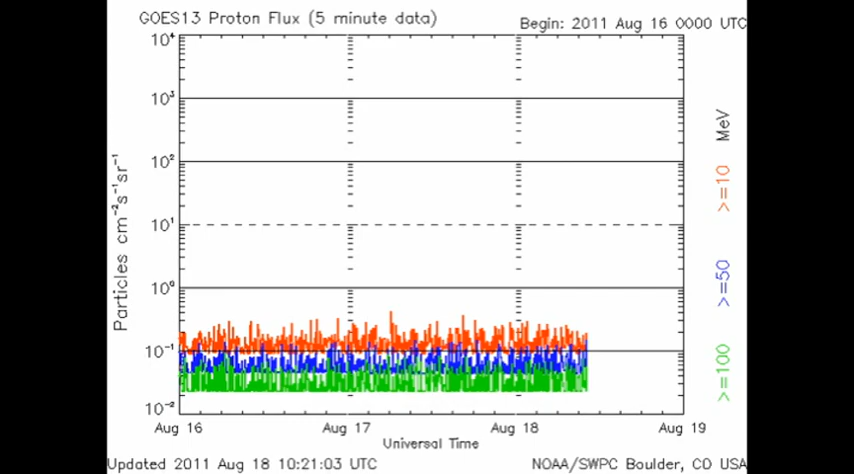 GOES13 Proton Flux (5 minute data)
Begin: 2011 Aug 16 0000 UTC
10⁴
10³
10²
10¹
10⁰
10⁻¹
10⁻²
Particles cm⁻²s⁻¹sr⁻¹
MeV
>=10
>=50
>=100
Aug 16
Aug 17
Aug 18
Aug 19
Universal Time
Updated 2011 Aug 18 10:21:03 UTC
NOAA/SWPC Boulder, CO USA